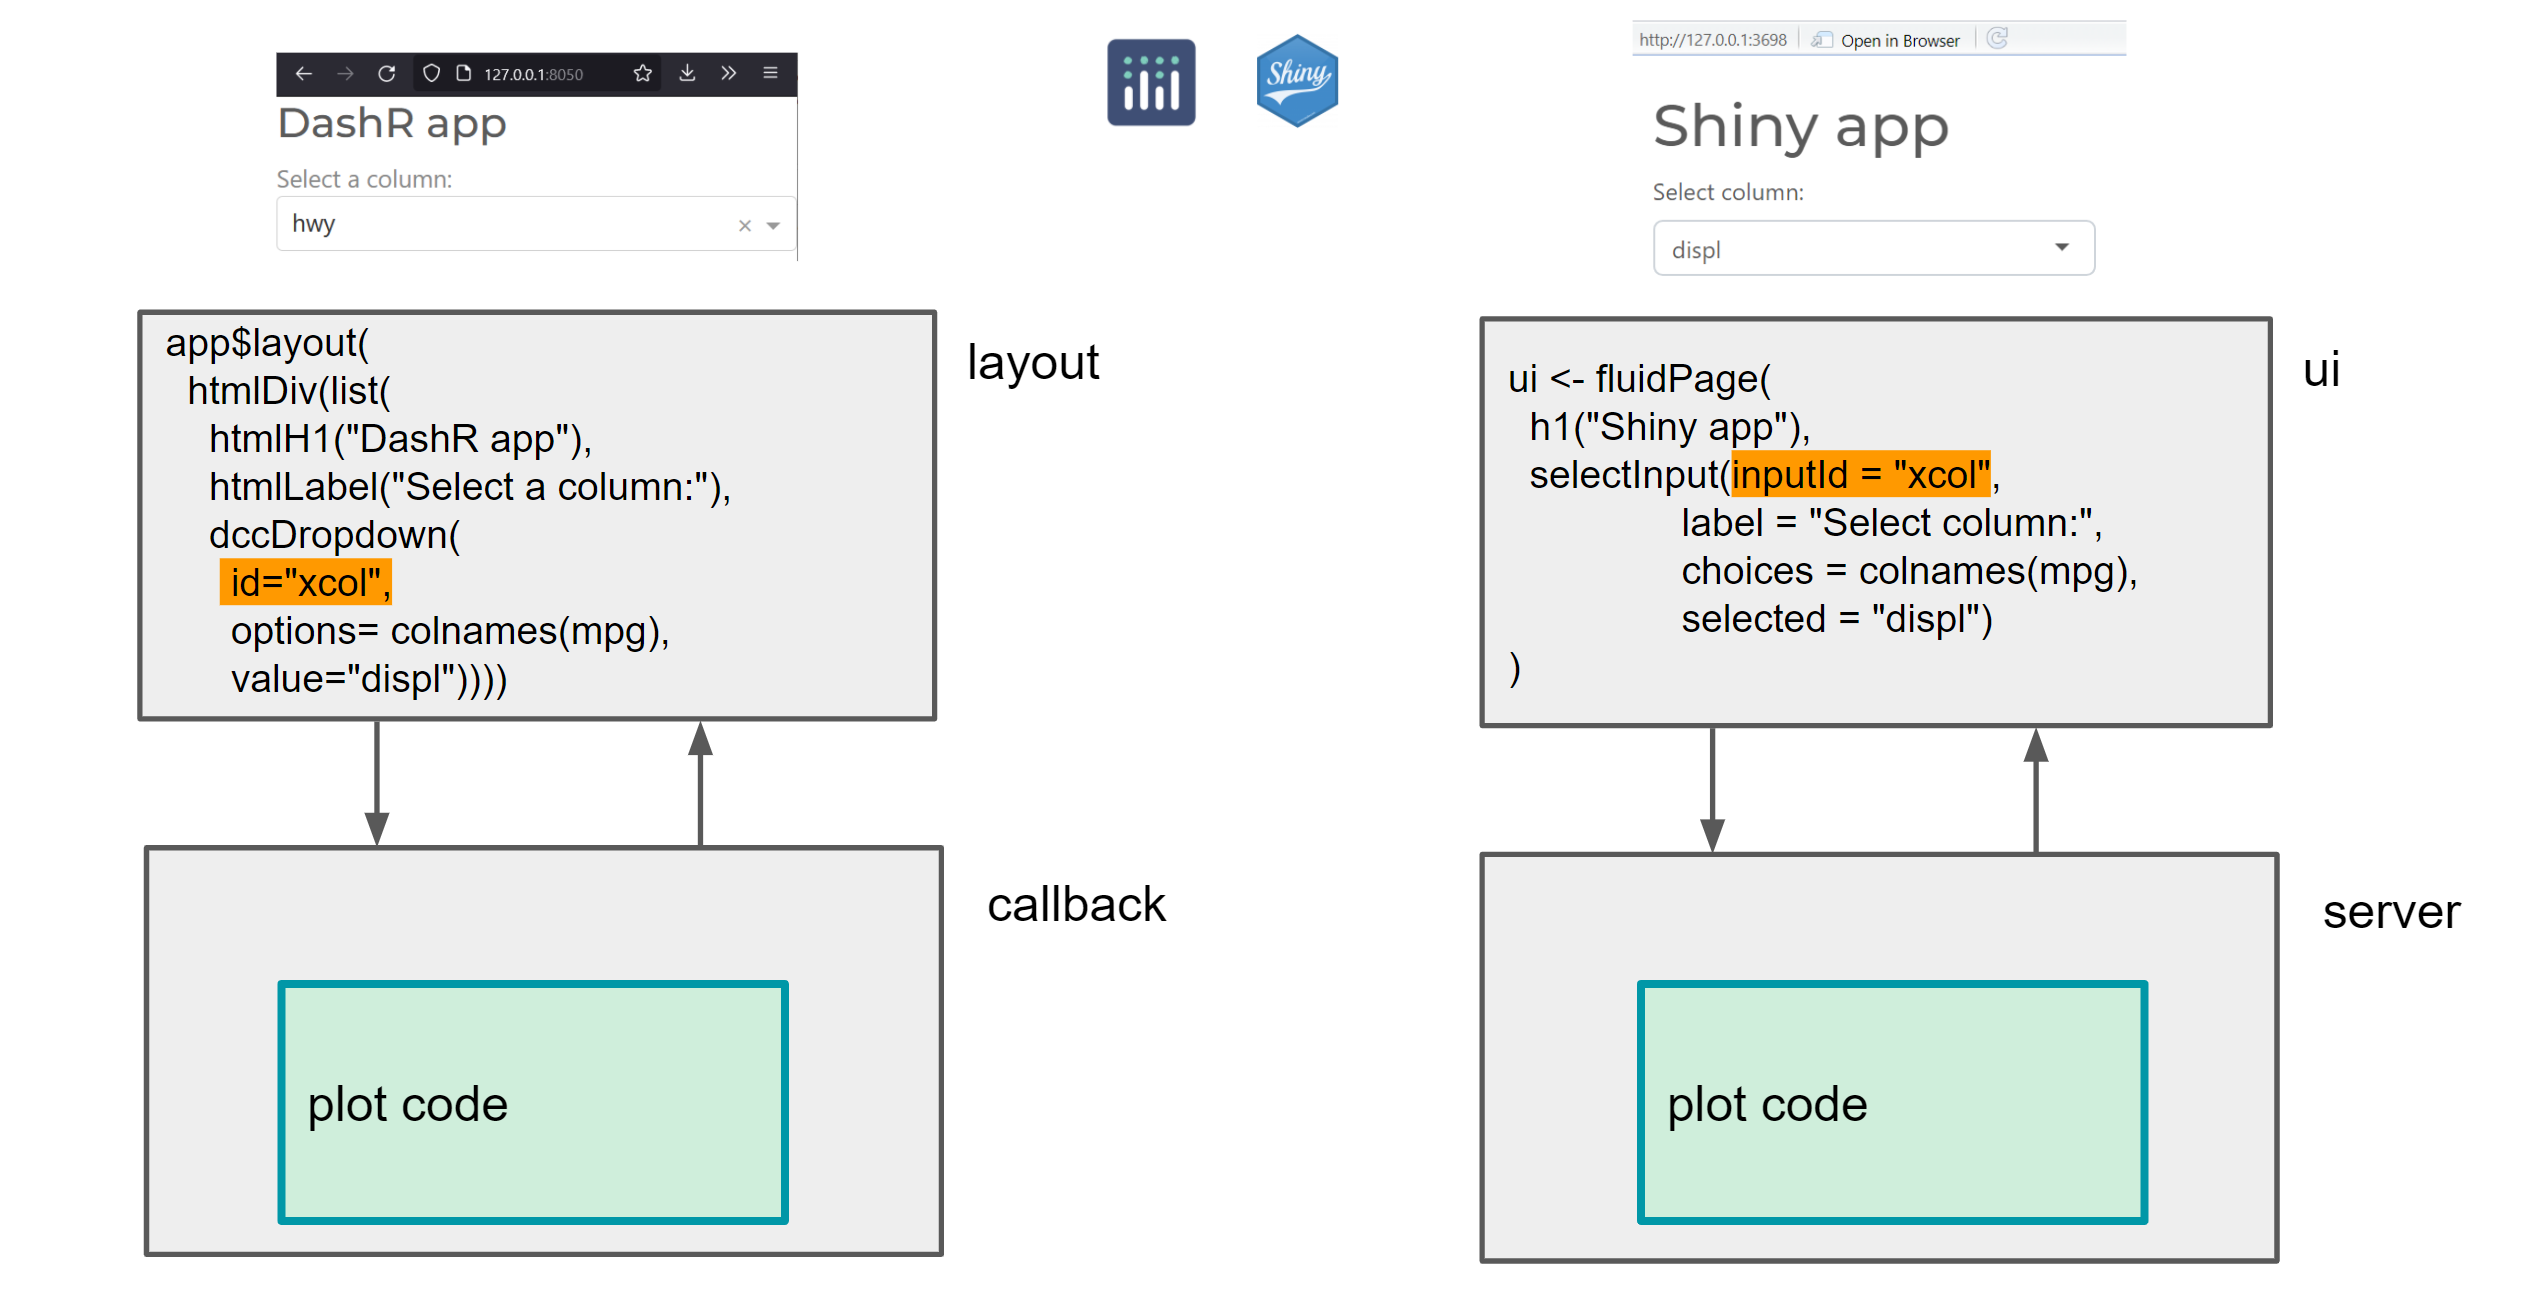 127.0.0.1:8050
DashR app
Select a column:
hwy
Shiny
http://127.0.0.1:3698 Open in Browser
Shiny app
Select column:
displ
app$layout(
htmlDiv(list(
htmlH1("DashR app"),
htmlLabel("Select a column:"),
dccDropdown(
id="xcol",
options= colnames(mpg),
value="displ"))))
layout
ui <- fluidPage(
h1("Shiny app"),
selectInput(inputId = "xcol",
label = "Select column:",
choices = colnames(mpg),
selected = "displ")
)
ui
callback
plot code
server
plot code